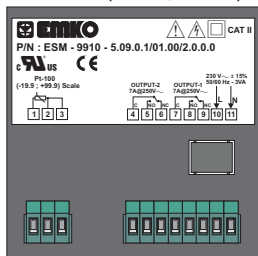 EMKO
CAT II
P/N : ESM - 9910 - 5.09.0.1/01.00/2.0.0.0
c RU US CE
Pt-100
(-19.9 ; +99.9) Scale
OUTPUT-2
7A@250V~
OUTPUT-1
7A@250V~
230 V~ ± 15%
50/60 Hz - 3VA
C NO NC C NO NC L N
1 2 3 4 5 6 7 8 9 10 11